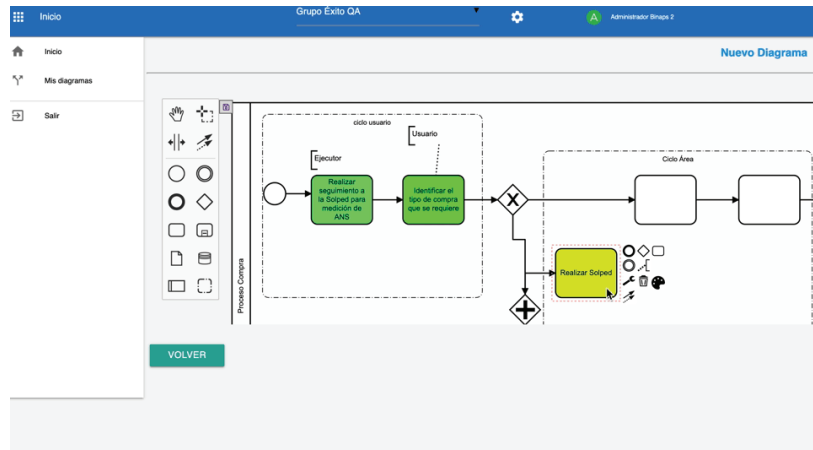 Inicio
Grupo Éxito QA
A
Administrador Binaps 2
Inicio
Mis diagramas
Salir
Nuevo Diagrama
ciclo usuario
Usuario
Ejecutor
Realizar
seguimiento a
la Solped para
medición de
ANS
Identificar el
tipo de compra
que se requiere
Ciclo Área
Realizar Solped
Proceso Compra
VOLVER